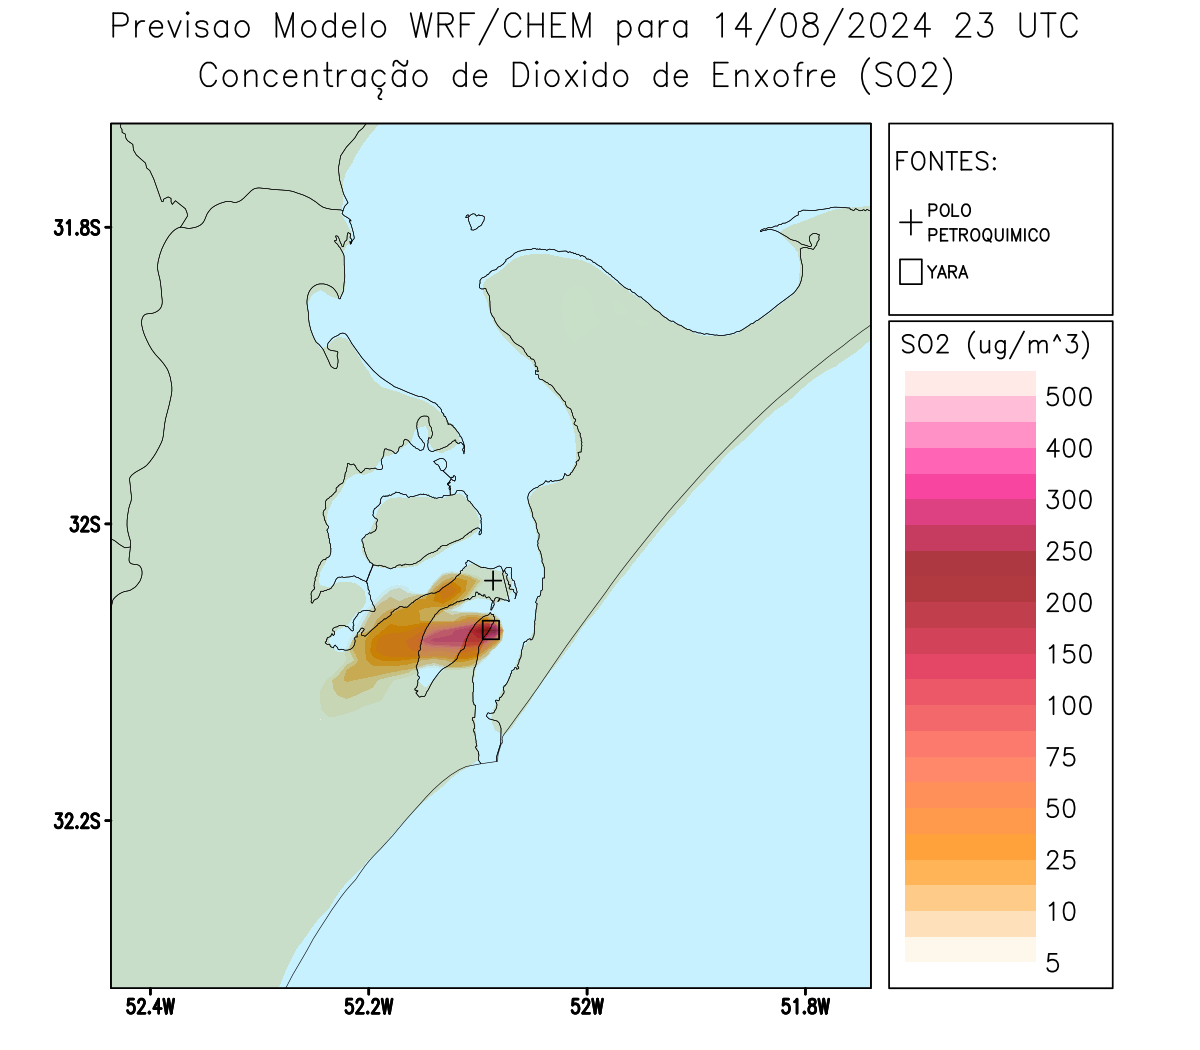 Previsao Modelo WRF/CHEM para 14/08/2024 23 UTC
Concentração de Dioxido de Enxofre (SO2)
FONTES:
POLO
PETROQUIMICO
YARA
SO2 (ug/m^3)
500
400
300
250
200
150
100
75
50
25
10
5
31.8S
32S
32.2S
52.4W
52.2W
52W
51.8W